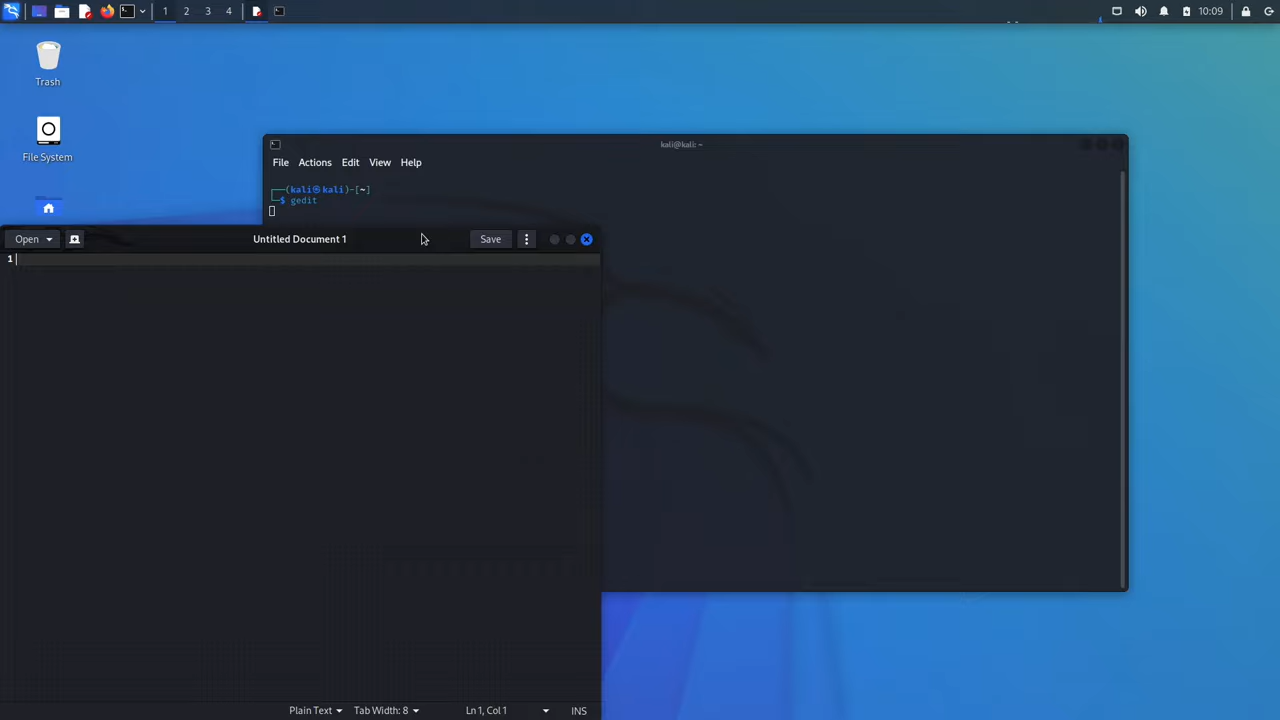 1 2 3 4 10:09
Trash
File System
kali@kali: ~
File Actions Edit View Help
┌──(kali㉿kali)-[~]
└─$ gedit
Open Untitled Document 1 Save
1
Plain Text Tab Width: 8 Ln 1, Col 1 INS